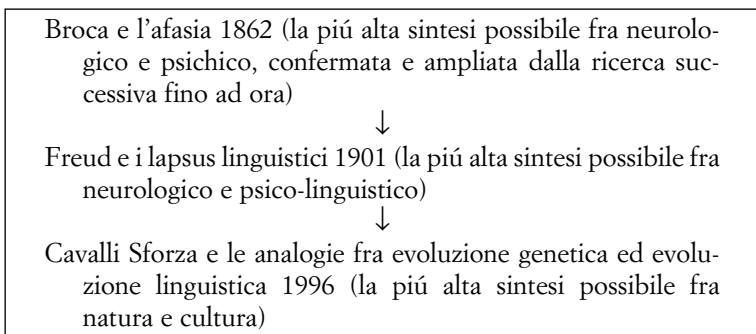 Broca e l'afasia 1862 (la piú alta sintesi possibile fra neurolo-
gico e psichico, confermata e ampliata dalla ricerca suc-
cessiva fino ad ora)
↓
Freud e i lapsus linguistici 1901 (la piú alta sintesi possibile fra
neurologico e psico-linguistico)
↓
Cavalli Sforza e le analogie fra evoluzione genetica ed evolu-
zione linguistica 1996 (la piú alta sintesi possibile fra
natura e cultura)